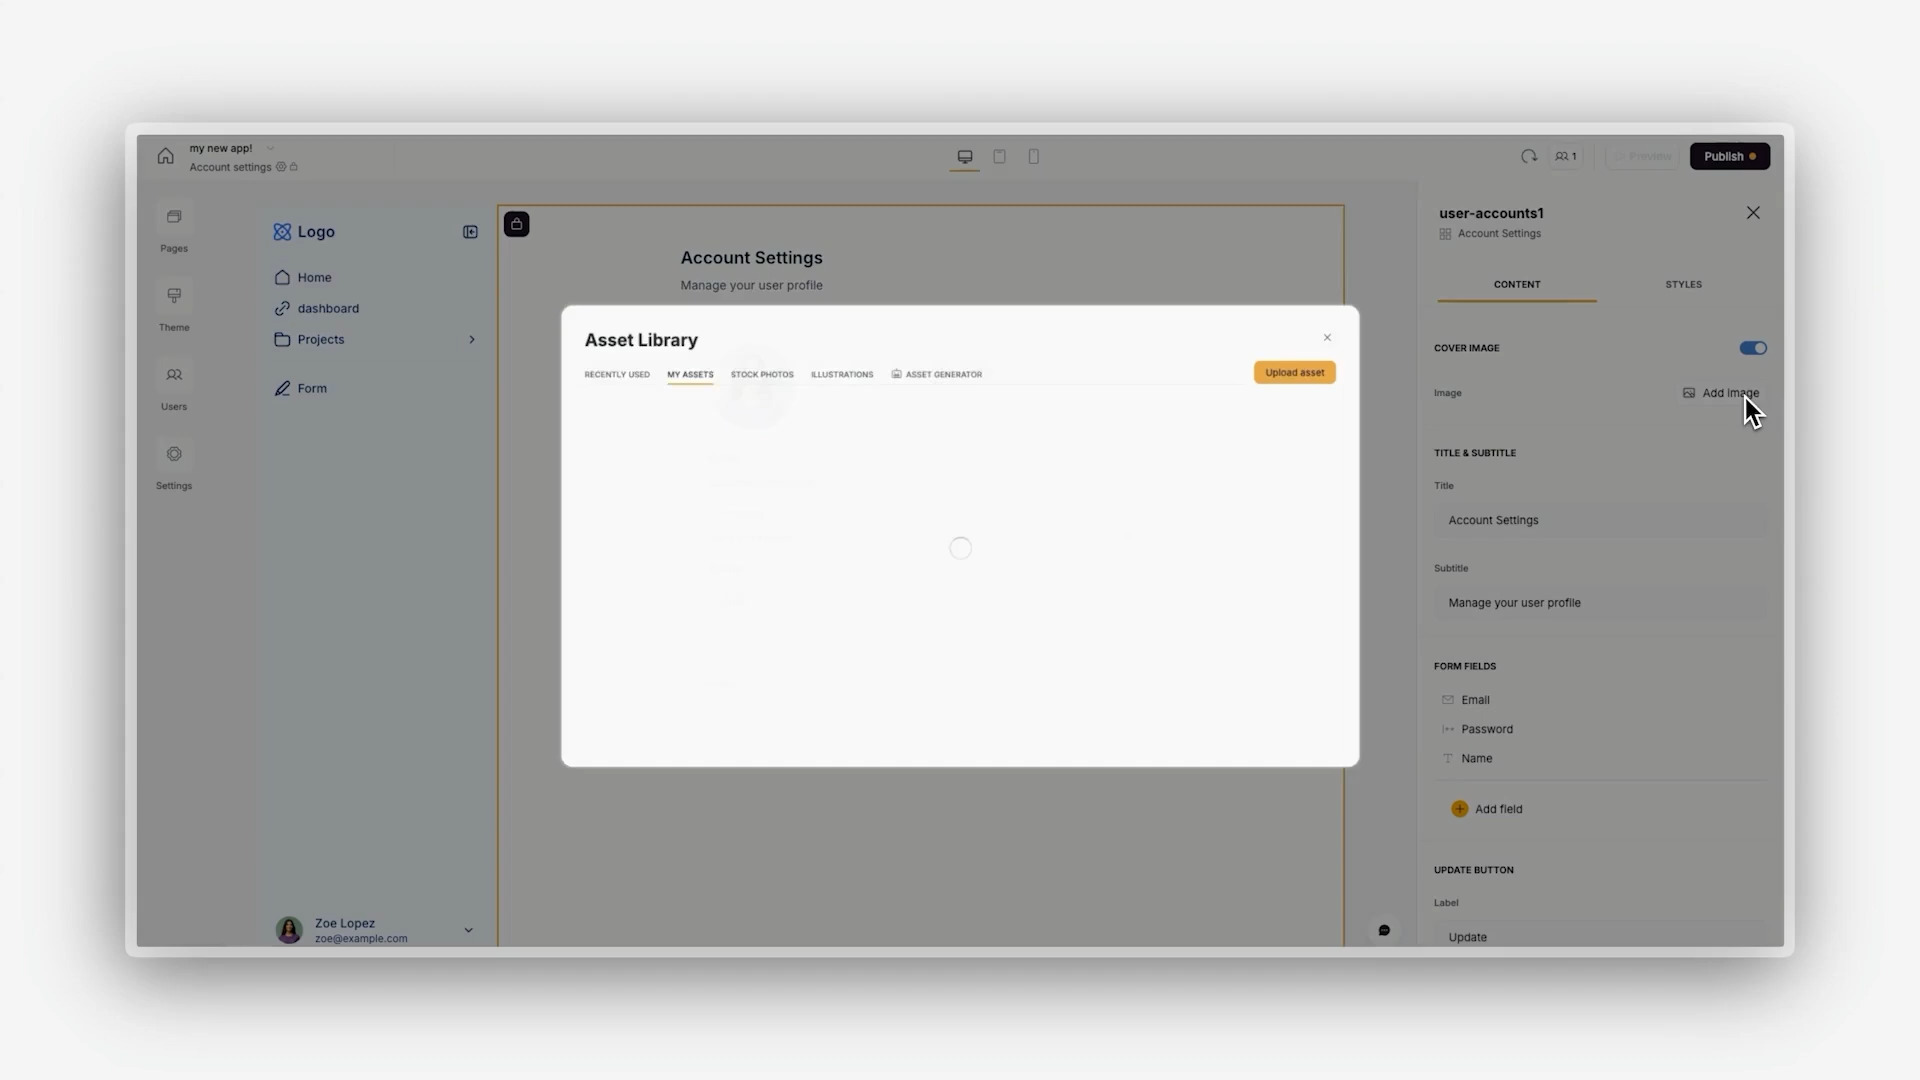 my new app!
Account settings
1
Preview
Publish
Pages
Theme
Users
Settings
Logo
Home
dashboard
Projects
Form
Zoe Lopez
zoe@example.com
Account Settings
Manage your user profile
Asset Library
RECENTLY USED
MY ASSETS
STOCK PHOTOS
ILLUSTRATIONS
ASSET GENERATOR
Upload asset
user-accounts1
Account Settings
CONTENT
STYLES
COVER IMAGE
Image
Add image
TITLE & SUBTITLE
Title
Account Settings
Subtitle
Manage your user profile
FORM FIELDS
Email
Password
Name
Add field
UPDATE BUTTON
Label
Update